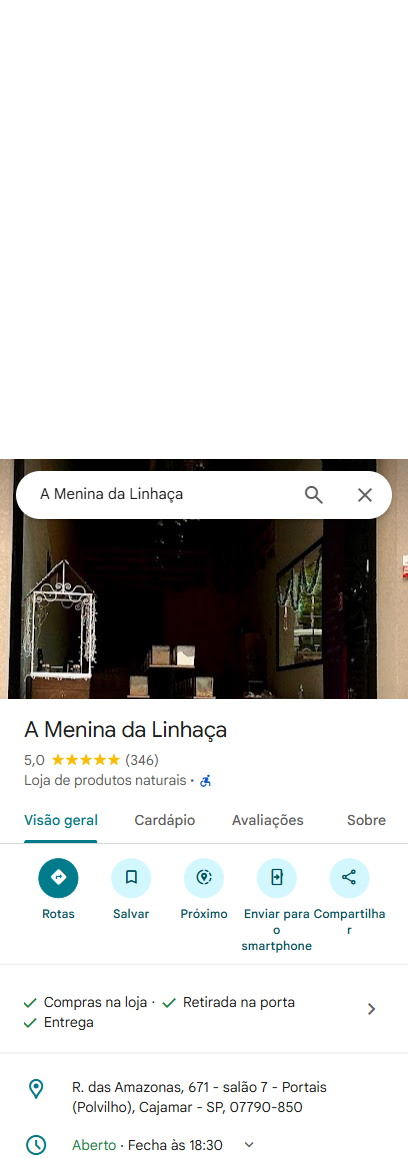 A Menina da Linhaça
A Menina da Linhaça
5,0 (346)
Loja de produtos naturais ·
Visão geral Cardápio Avaliações Sobre
Rotas Salvar Próximo Enviar para Compartilha
o r
smartphone
Compras na loja · Retirada na porta
Entrega
R. das Amazonas, 671 - salão 7 - Portais
(Polvilho), Cajamar - SP, 07790-850
Aberto · Fecha às 18:30